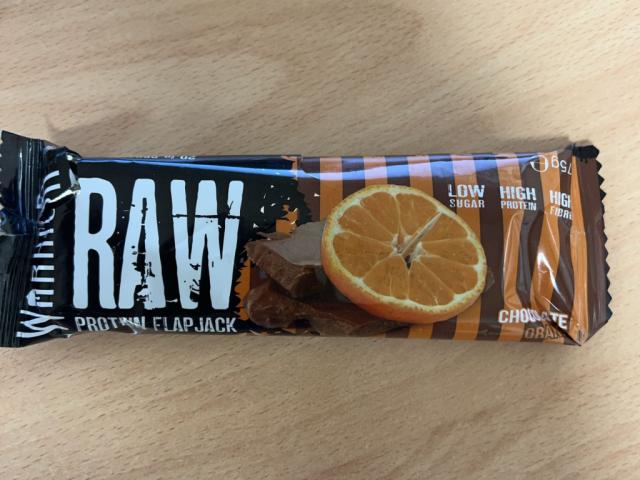 WARRIOR
RAW
PROTEIN FLAPJACK
LOW
SUGAR
HIGH
PROTEIN
HIGH
FIBRE
75g℮
CHOCOLATE